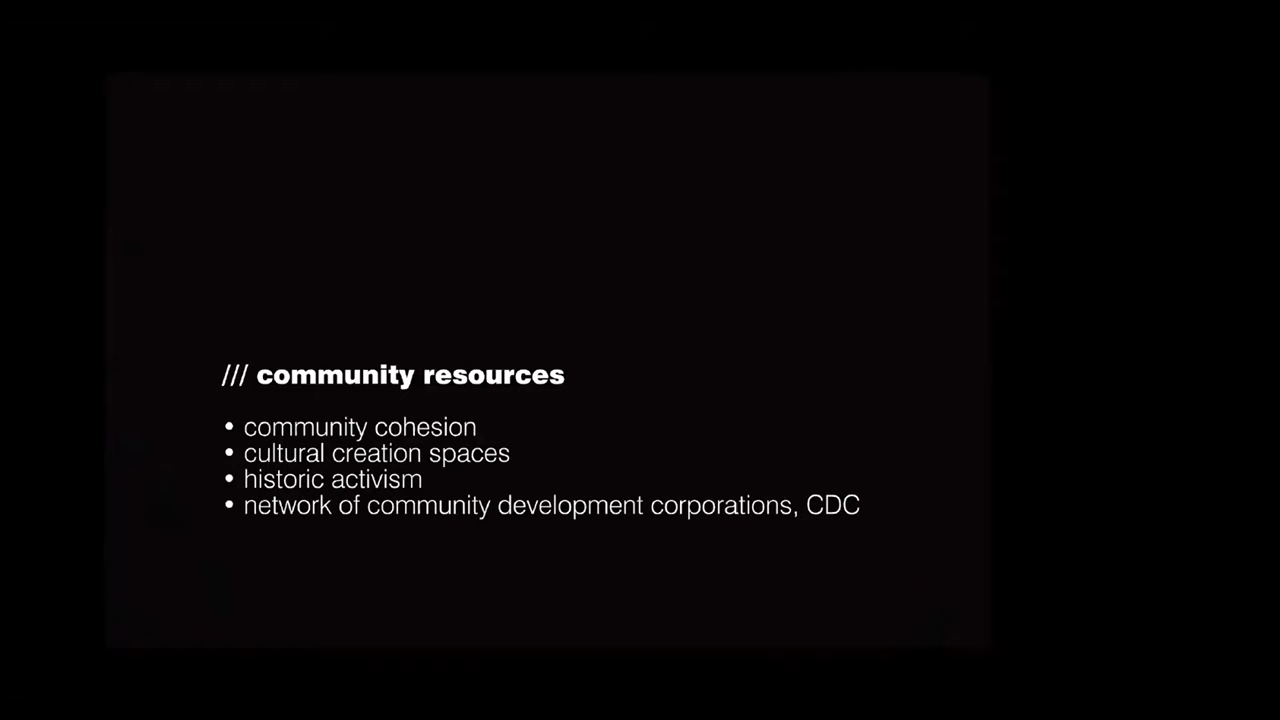 /// community resources
• community cohesion
• cultural creation spaces
• historic activism
• network of community development corporations, CDC